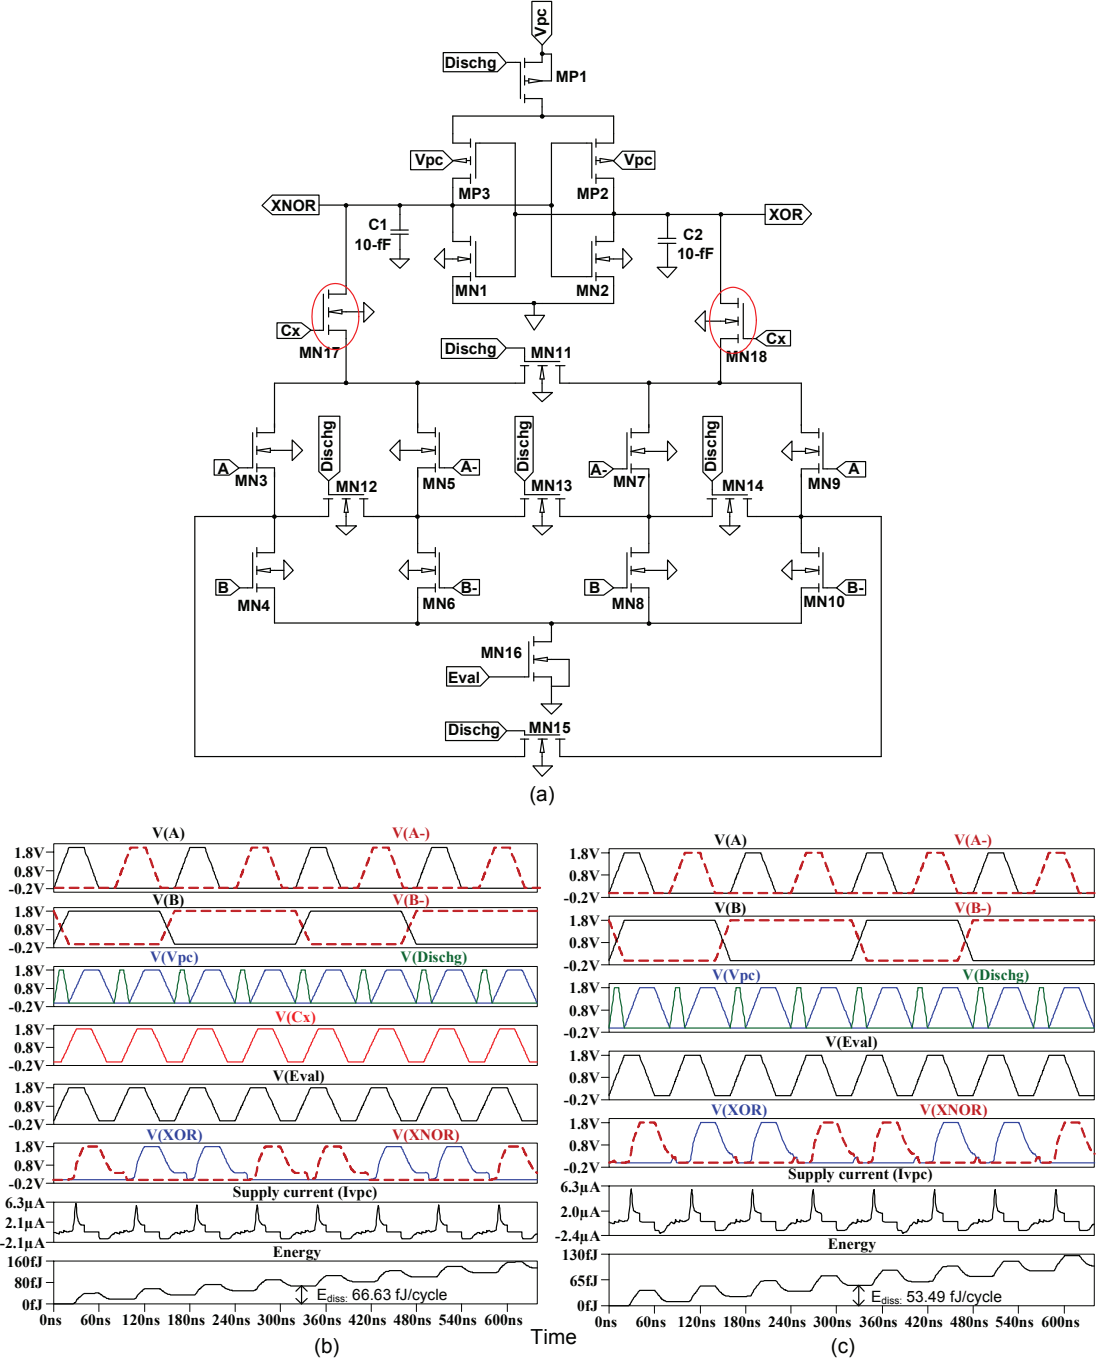 Vpc
Dischg
MP1
Vpc
Vpc
MP3
MP2
XNOR
XOR
C1
10-fF
C2
10-fF
MN1
MN2
Cx
MN17
Cx
MN18
Dischg
MN11
Dischg
Dischg
Dischg
A
MN3
A-
MN5
A-
MN7
A
MN9
MN12
MN13
MN14
B
MN4
B-
MN6
B
MN8
B-
MN10
MN16
Eval
Dischg
MN15
(a)
V(A) V(A-)
1.8V
0.8V
-0.2V
V(B) V(B-)
1.8V
0.8V
-0.2V
V(Vpc) V(Dischg)
1.8V
0.8V
-0.2V
V(Cx)
1.8V
0.8V
-0.2V
V(Eval)
1.8V
0.8V
-0.2V
V(XOR) V(XNOR)
1.8V
0.8V
-0.2V
Supply current (Ivpc)
6.3µA
2.1µA
-2.1µA
Energy
160fJ
80fJ
0fJ
Ediss: 66.63 fJ/cycle
0ns 60ns 120ns 180ns 240ns 300ns 360ns 420ns 480ns 540ns 600ns
(b)
V(A) V(A-)
1.8V
0.8V
-0.2V
V(B) V(B-)
1.8V
0.8V
-0.2V
V(Vpc) V(Dischg)
1.8V
0.8V
-0.2V
V(Eval)
1.8V
0.8V
-0.2V
V(XOR) V(XNOR)
1.8V
0.8V
-0.2V
Supply current (Ivpc)
6.3µA
2.0µA
-2.4µA
Energy
130fJ
65fJ
0fJ
Ediss: 53.49 fJ/cycle
0ns 60ns 120ns 180ns 240ns 300ns 360ns 420ns 480ns 540ns 600ns
(c)
Time